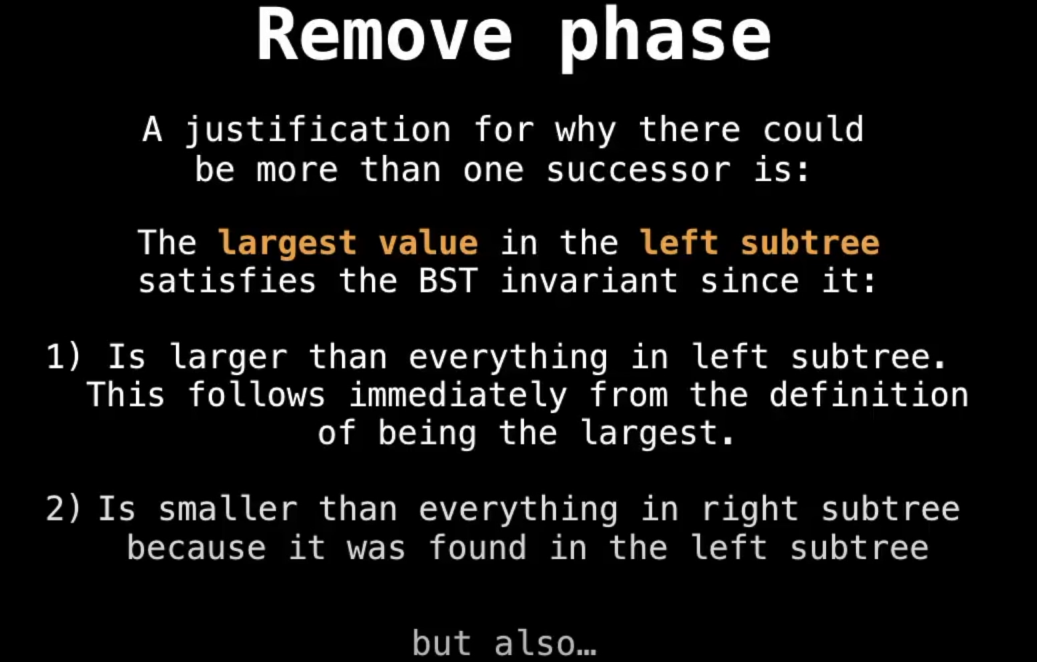 Remove phase
A justification for why there could
be more than one successor is:
The largest value in the left subtree
satisfies the BST invariant since it:
1) Is larger than everything in left subtree.
This follows immediately from the definition
of being the largest.
2) Is smaller than everything in right subtree
because it was found in the left subtree
but also…